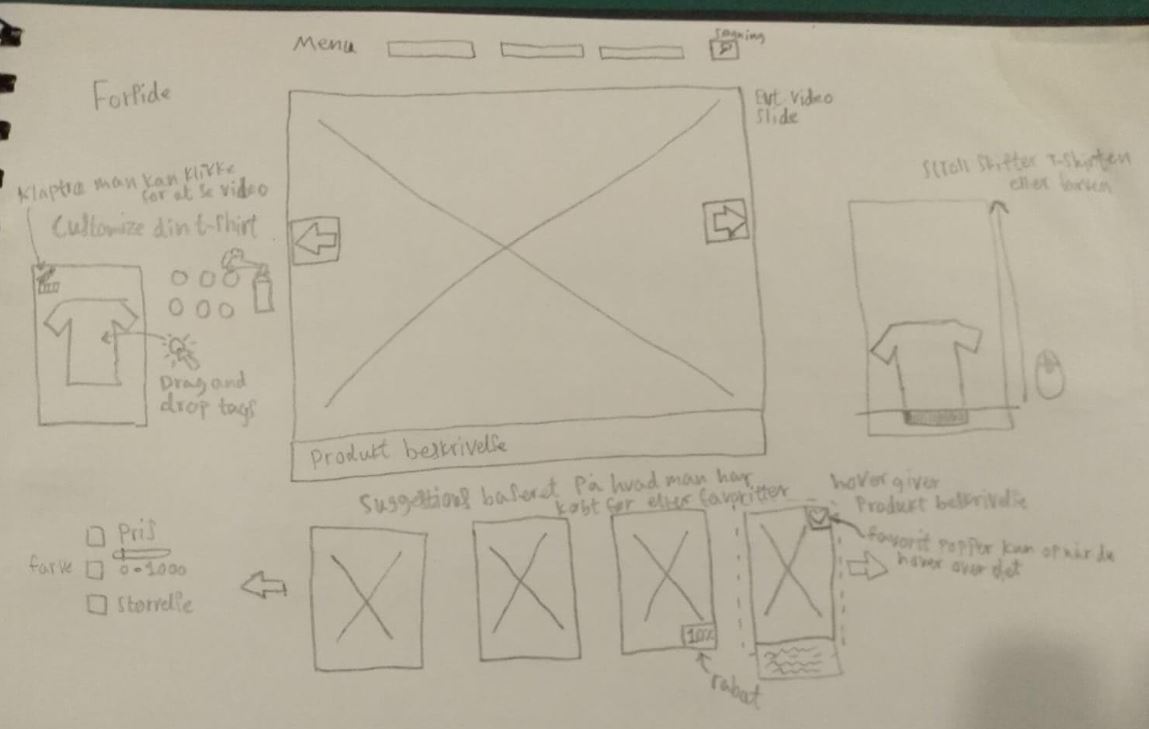 Menu
søgning
Forside
Evt. video
slide
Klaptræ man kan klikke
for at se video
Customize din t-shirt
Scroll skifter T-shirten
eller farven
Drag and
drop tags
Produkt beskrivelse
Suggestions baseret på hvad man har
købt før eller favoritter
hover giver
Produkt beskrivelse
favorit popper kun op når du
hover over det
Pris
farve
0-1000
Størrelse
10%
rabat